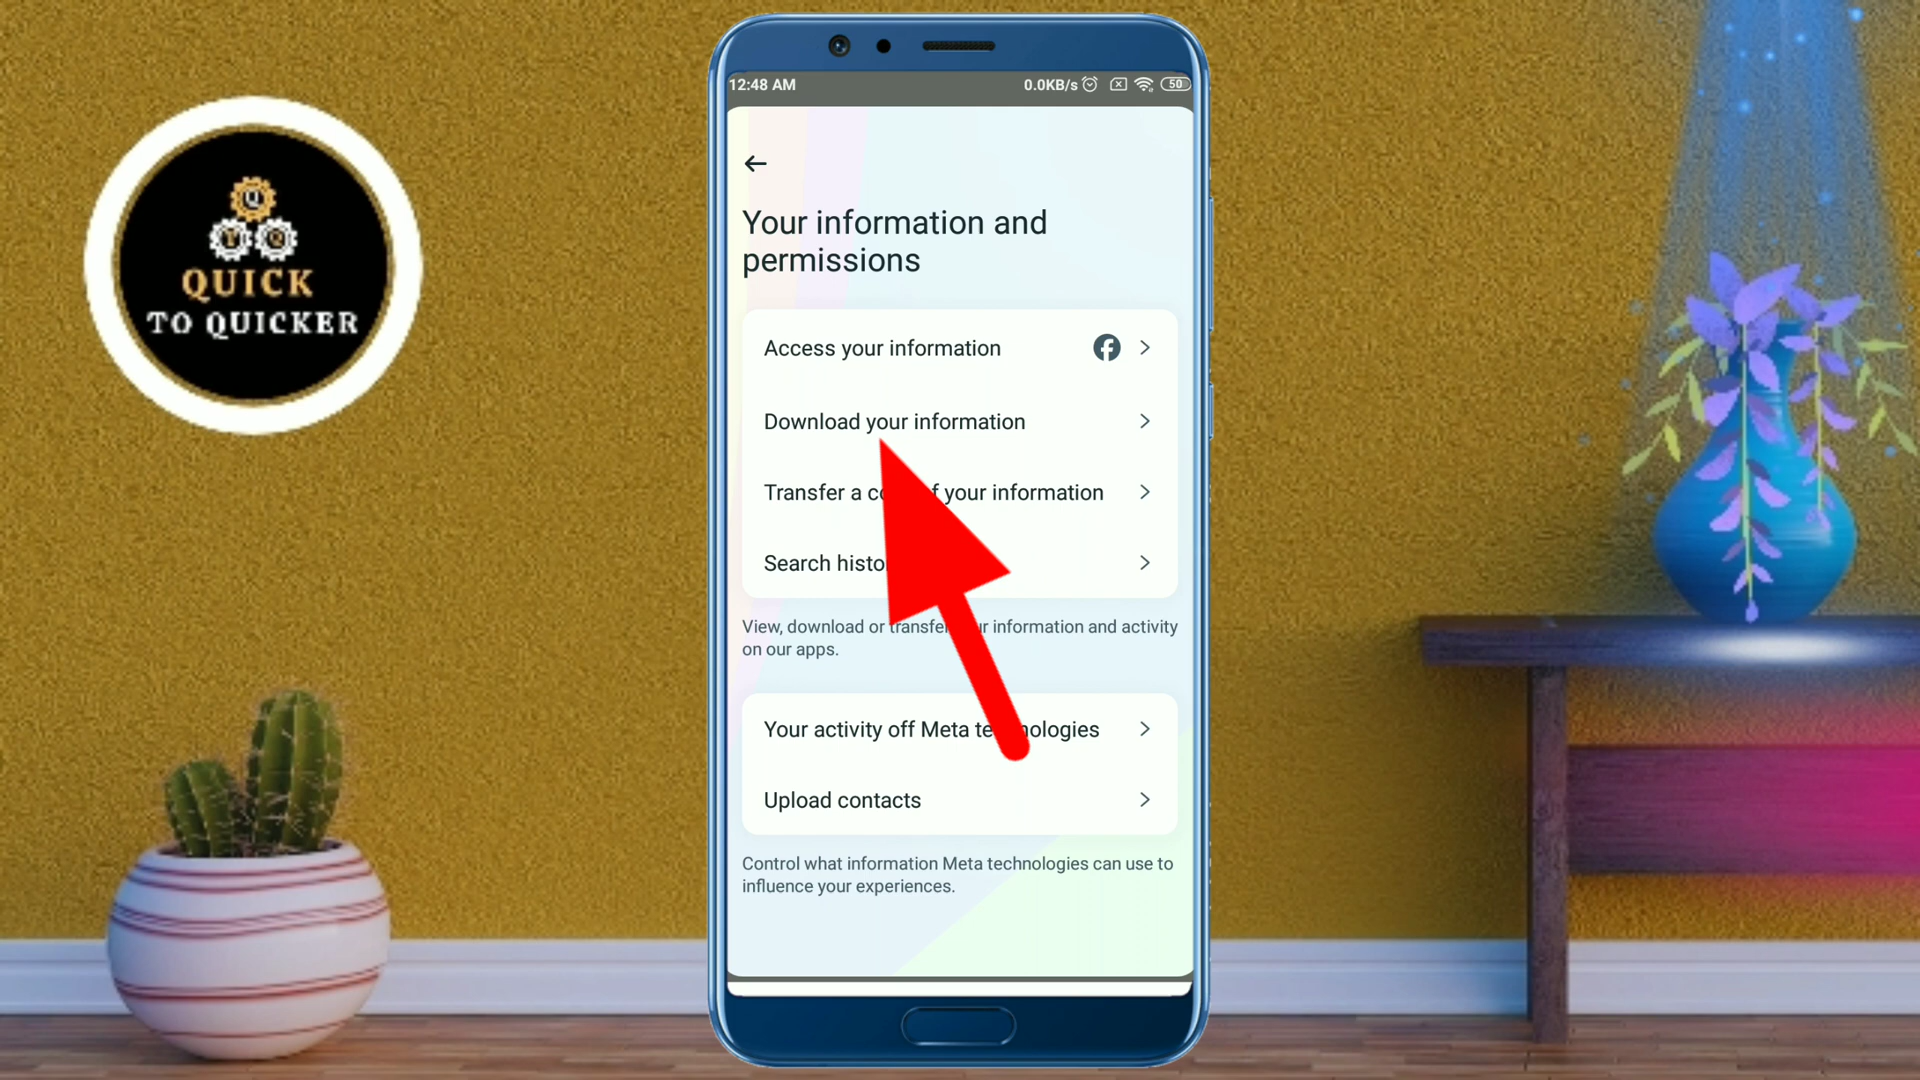 12:48 AM
0.0KB/s
50
Your information and
permissions
Access your information
Download your information
Transfer a co f your information
Search histo
View, download or transfe r information and activity
on our apps.
Your activity off Meta te nologies
Upload contacts
Control what information Meta technologies can use to
influence your experiences.
Q
Y Q
QUICK
TO QUICKER